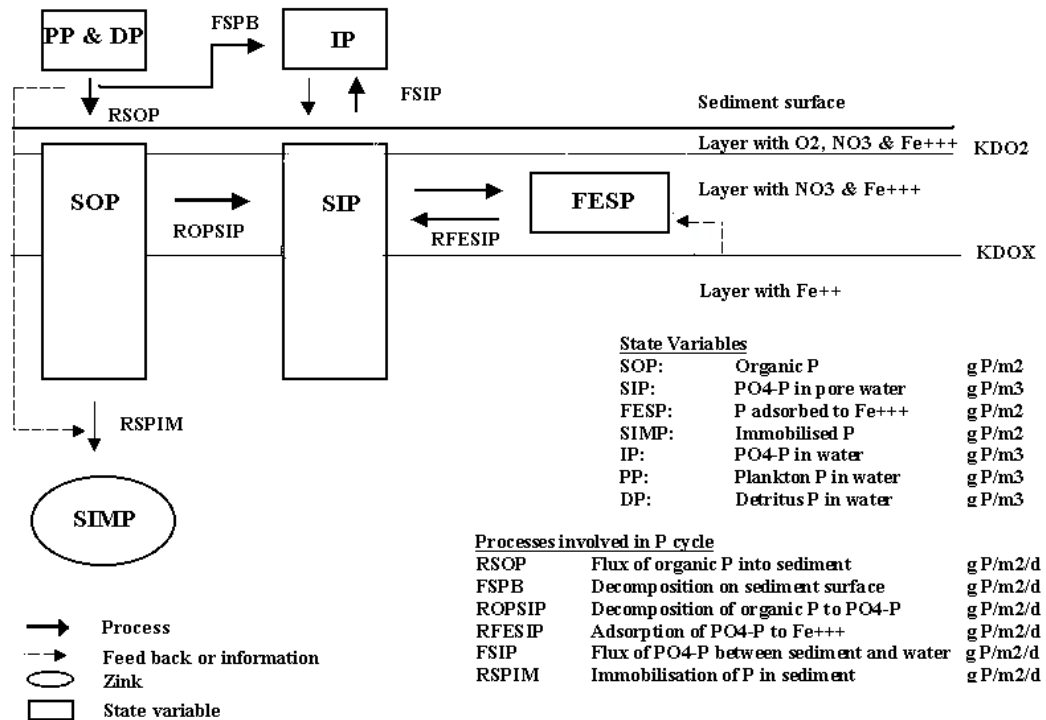 FSPB
PP & DP
IP
FSIP
RSOP
Sediment surface
Layer with O2, NO3 & Fe+++
KDO2
SOP
SIP
FESP
Layer with NO3 & Fe+++
ROPSIP
RFESIP
KDOX
Layer with Fe++
State Variables
SOP: Organic P g P/m2
SIP: PO4-P in pore water g P/m3
FESP: P adsorbed to Fe+++ g P/m2
SIMP: Immobilised P g P/m2
IP: PO4-P in water g P/m3
PP: Plankton P in water g P/m3
DP: Detritus P in water g P/m3
RSPIM
SIMP
Processes involved in P cycle
RSOP Flux of organic P into sediment g P/m2/d
FSPB Decomposition on sediment surface g P/m2/d
ROPSIP Decomposition of organic P to PO4-P g P/m2/d
RFESIP Adsorption of PO4-P to Fe+++ g P/m2/d
FSIP Flux of PO4-P between sediment and water g P/m2/d
RSPIM Immobilisation of P in sediment g P/m2/d
Process
Feed back or information
Zink
State variable